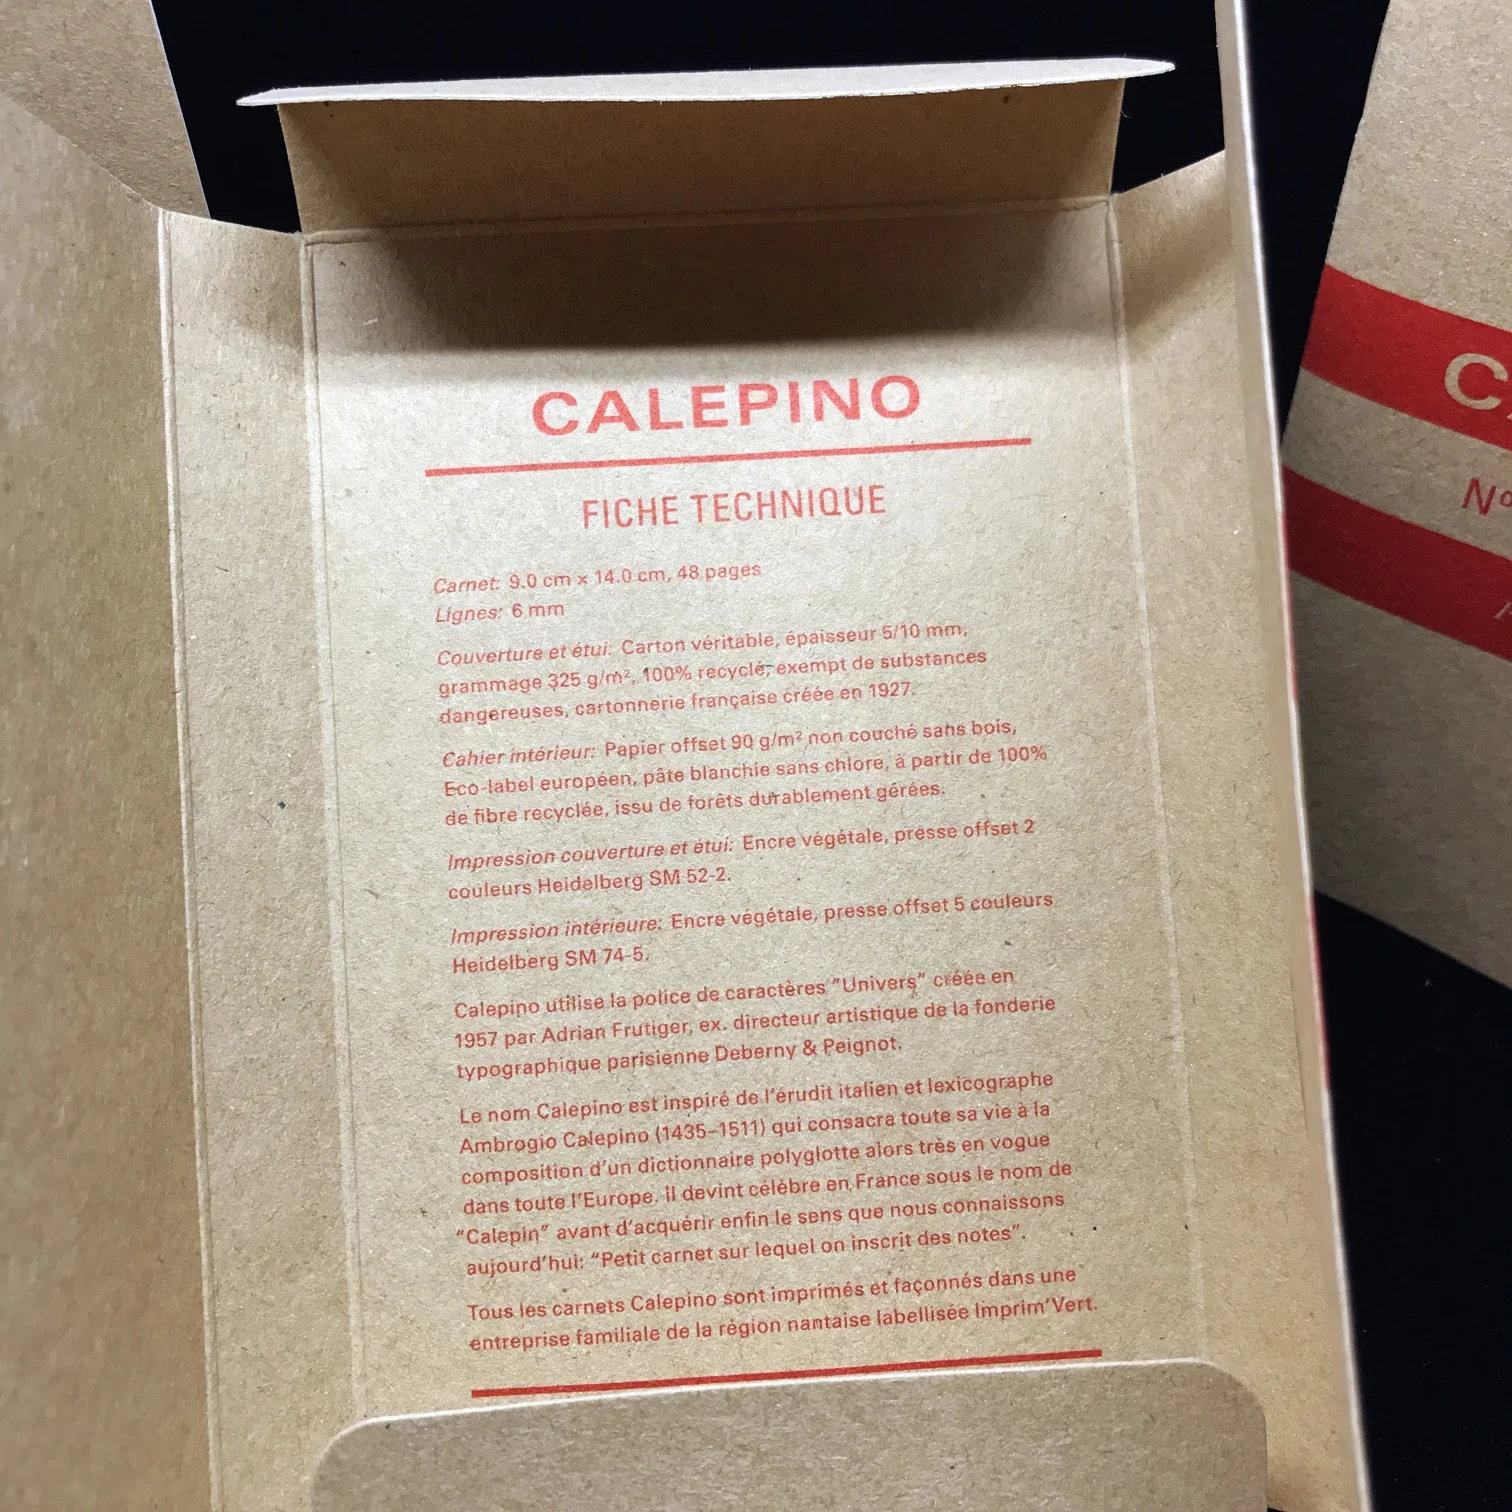 CALEPINO
FICHE TECHNIQUE
Carnet: 9.0 cm x 14.0 cm, 48 pages
Lignes: 6 mm
Couverture et étui: Carton véritable, épaisseur 5/10 mm,
grammage 325 g/m², 100% recyclé, exempt de substances
dangereuses, cartonnerie française créée en 1927.
Cahier intérieur: Papier offset 90 g/m² non couché sans bois,
Eco-label européen, pâte blanchie sans chlore, à partir de 100%
de fibre recyclée, issu de forêts durablement gérées.
Impression couverture et étui: Encre végétale, presse offset 2
couleurs Heidelberg SM 52-2.
Impression intérieure: Encre végétale, presse offset 5 couleurs
Heidelberg SM 74-5.
Calepino utilise la police de caractères "Univers" créée en
1957 par Adrian Frutiger, ex. directeur artistique de la fonderie
typographique parisienne Deberny & Peignot.
Le nom Calepino est inspiré de l'érudit italien et lexicographe
Ambrogio Calepino (1435–1511) qui consacra toute sa vie à la
composition d'un dictionnaire polyglotte alors très en vogue
dans toute l'Europe. Il devint célèbre en France sous le nom de
"Calepin" avant d'acquérir enfin le sens que nous connaissons
aujourd'hui: "Petit carnet sur lequel on inscrit des notes".
Tous les carnets Calepino sont imprimés et façonnés dans une
entreprise familiale de la région nantaise labellisée Imprim'Vert.
Nº